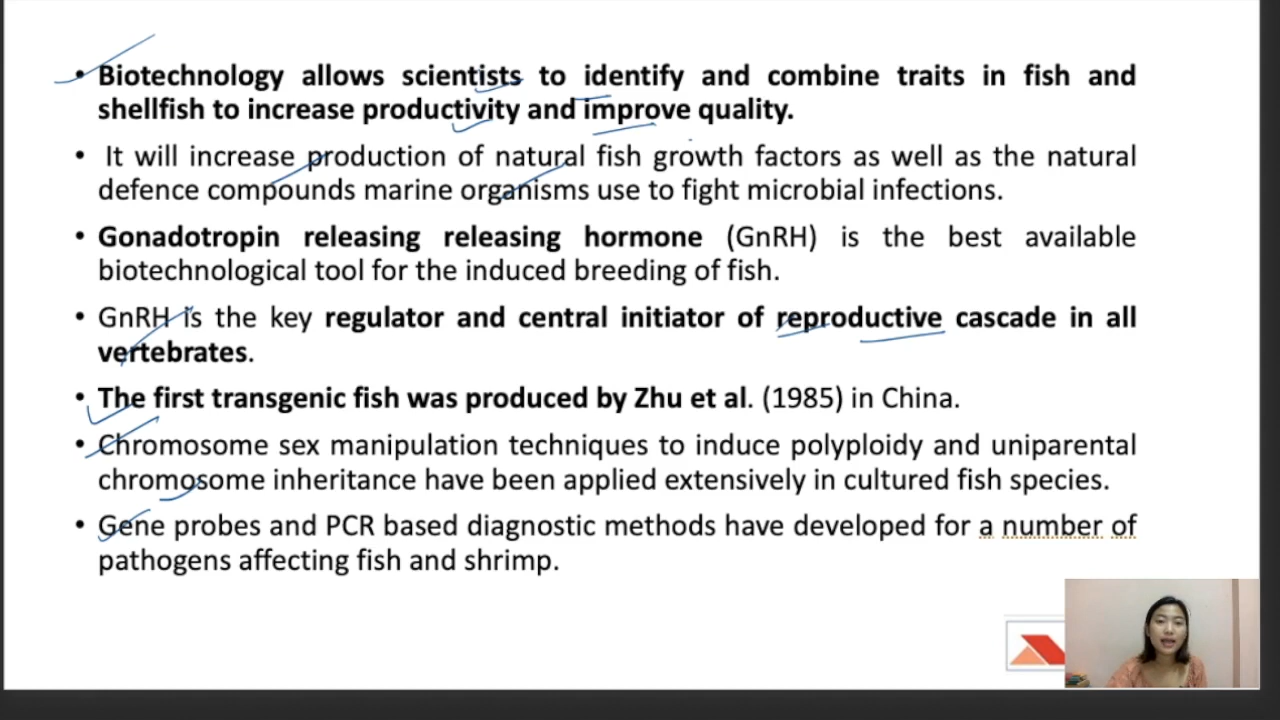 • Biotechnology allows scientists to identify and combine traits in fish and
shellfish to increase productivity and improve quality.
• It will increase production of natural fish growth factors as well as the natural
defence compounds marine organisms use to fight microbial infections.
• Gonadotropin releasing releasing hormone (GnRH) is the best available
biotechnological tool for the induced breeding of fish.
• GnRH is the key regulator and central initiator of reproductive cascade in all
vertebrates.
• The first transgenic fish was produced by Zhu et al. (1985) in China.
• Chromosome sex manipulation techniques to induce polyploidy and uniparental
chromosome inheritance have been applied extensively in cultured fish species.
• Gene probes and PCR based diagnostic methods have developed for a number of
pathogens affecting fish and shrimp.